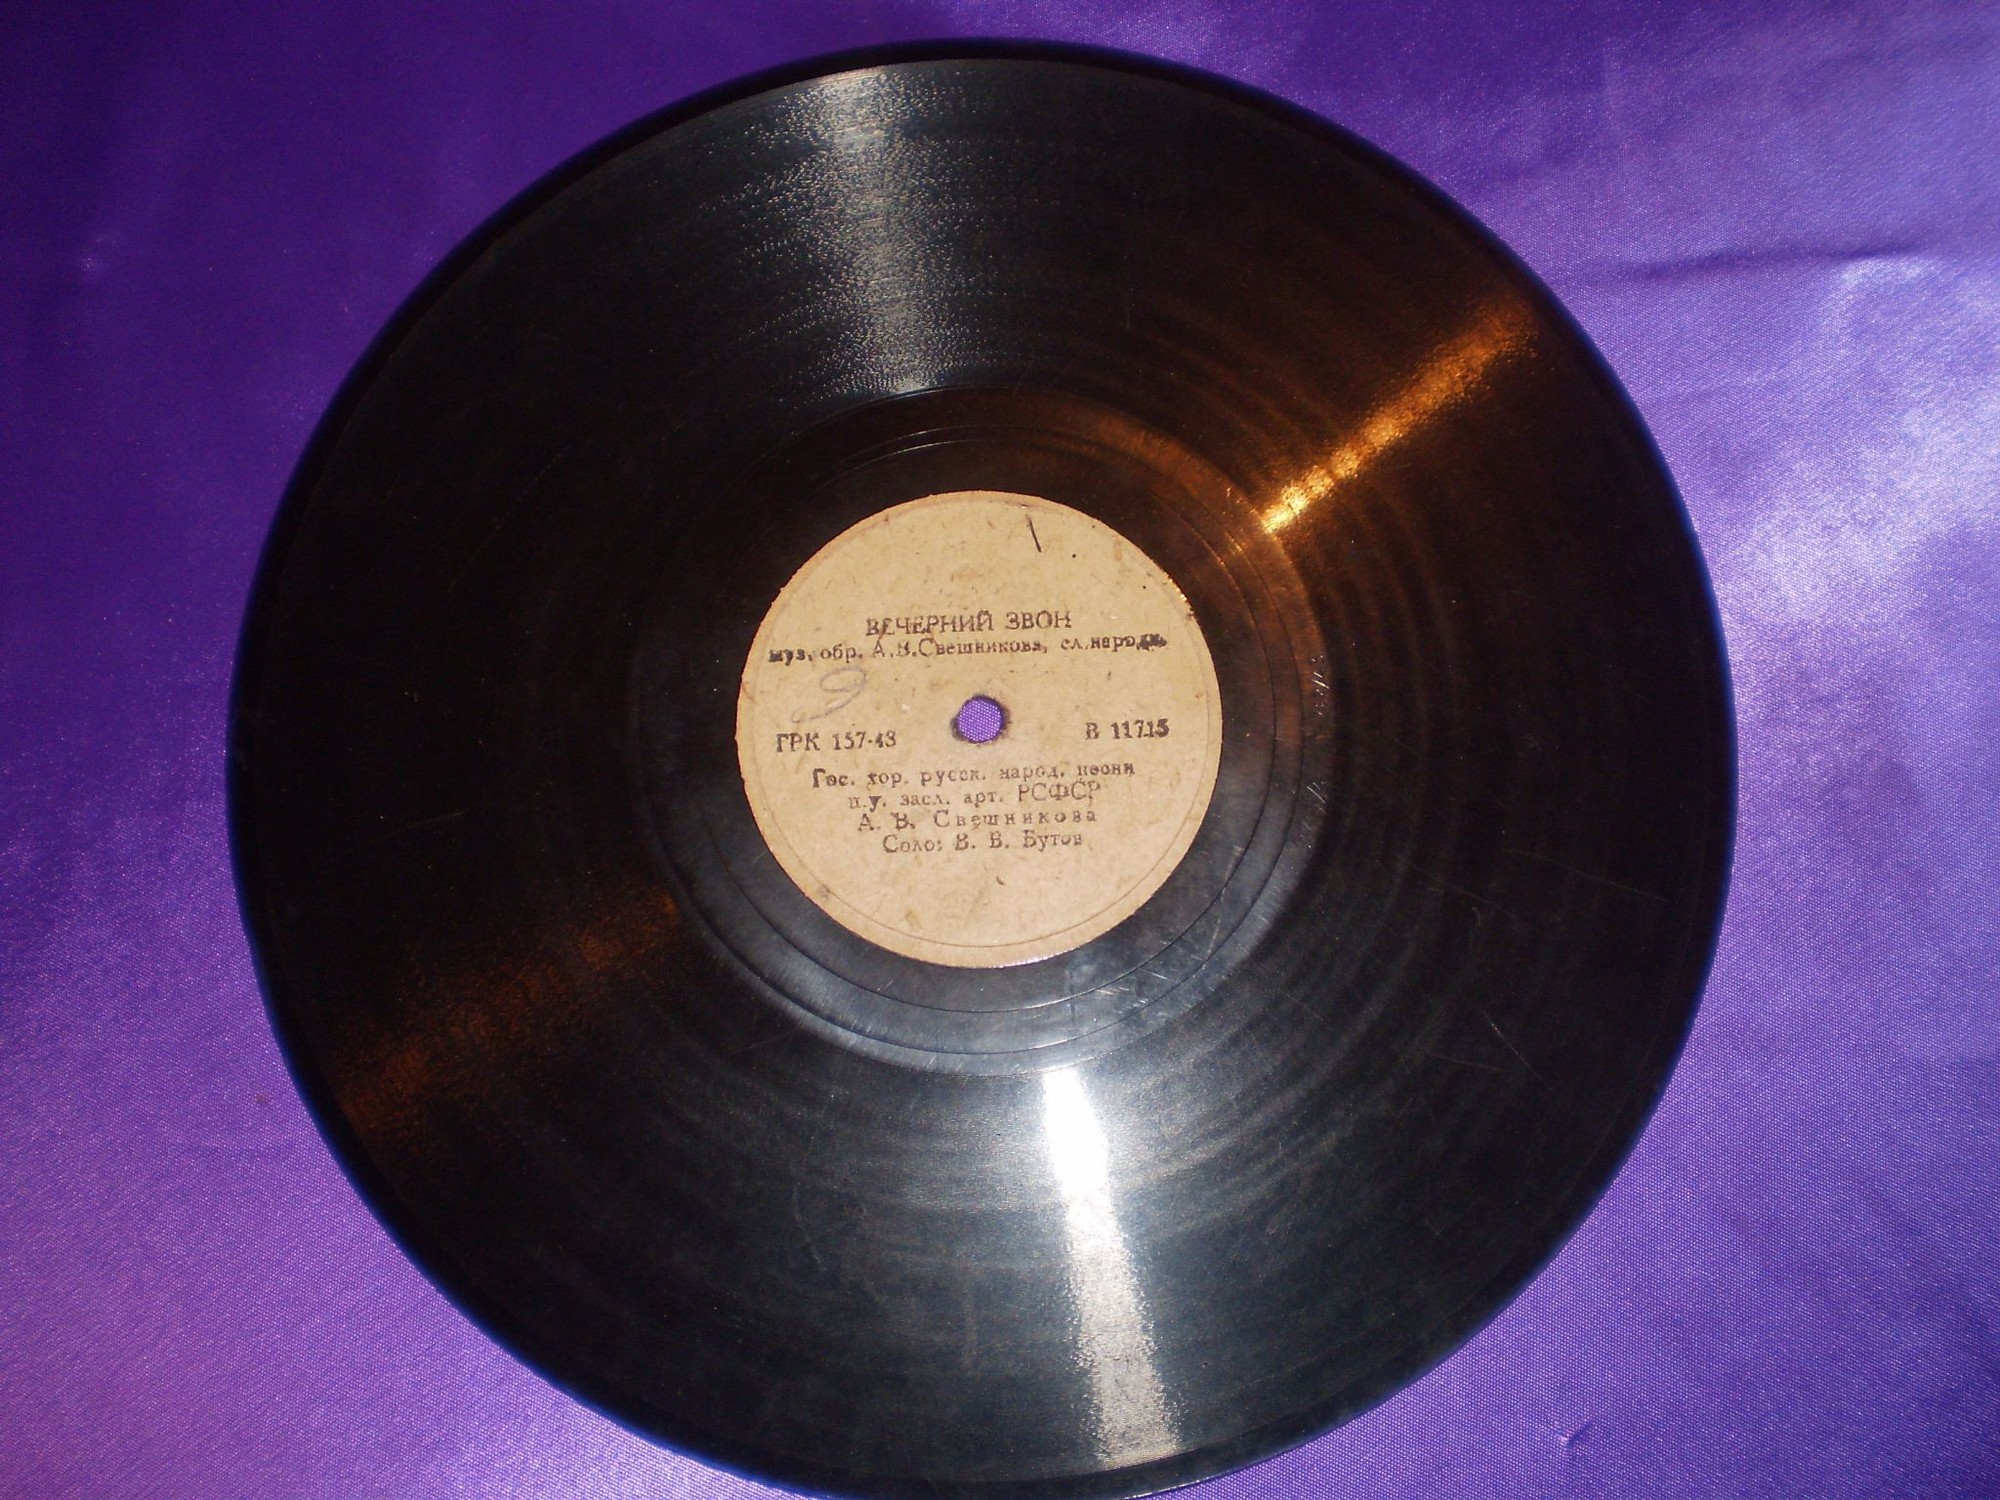 ВЕЧЕРНИЙ ЗВОН
муз. обр. А.В.Свешникова, сл.народн.
9
ГРК 157-43 В 11715
Гос. хор. русск. народ. песни
п.у. засл. арт. РСФСР
А. В. Свешникова
Соло: В. В. Бутов